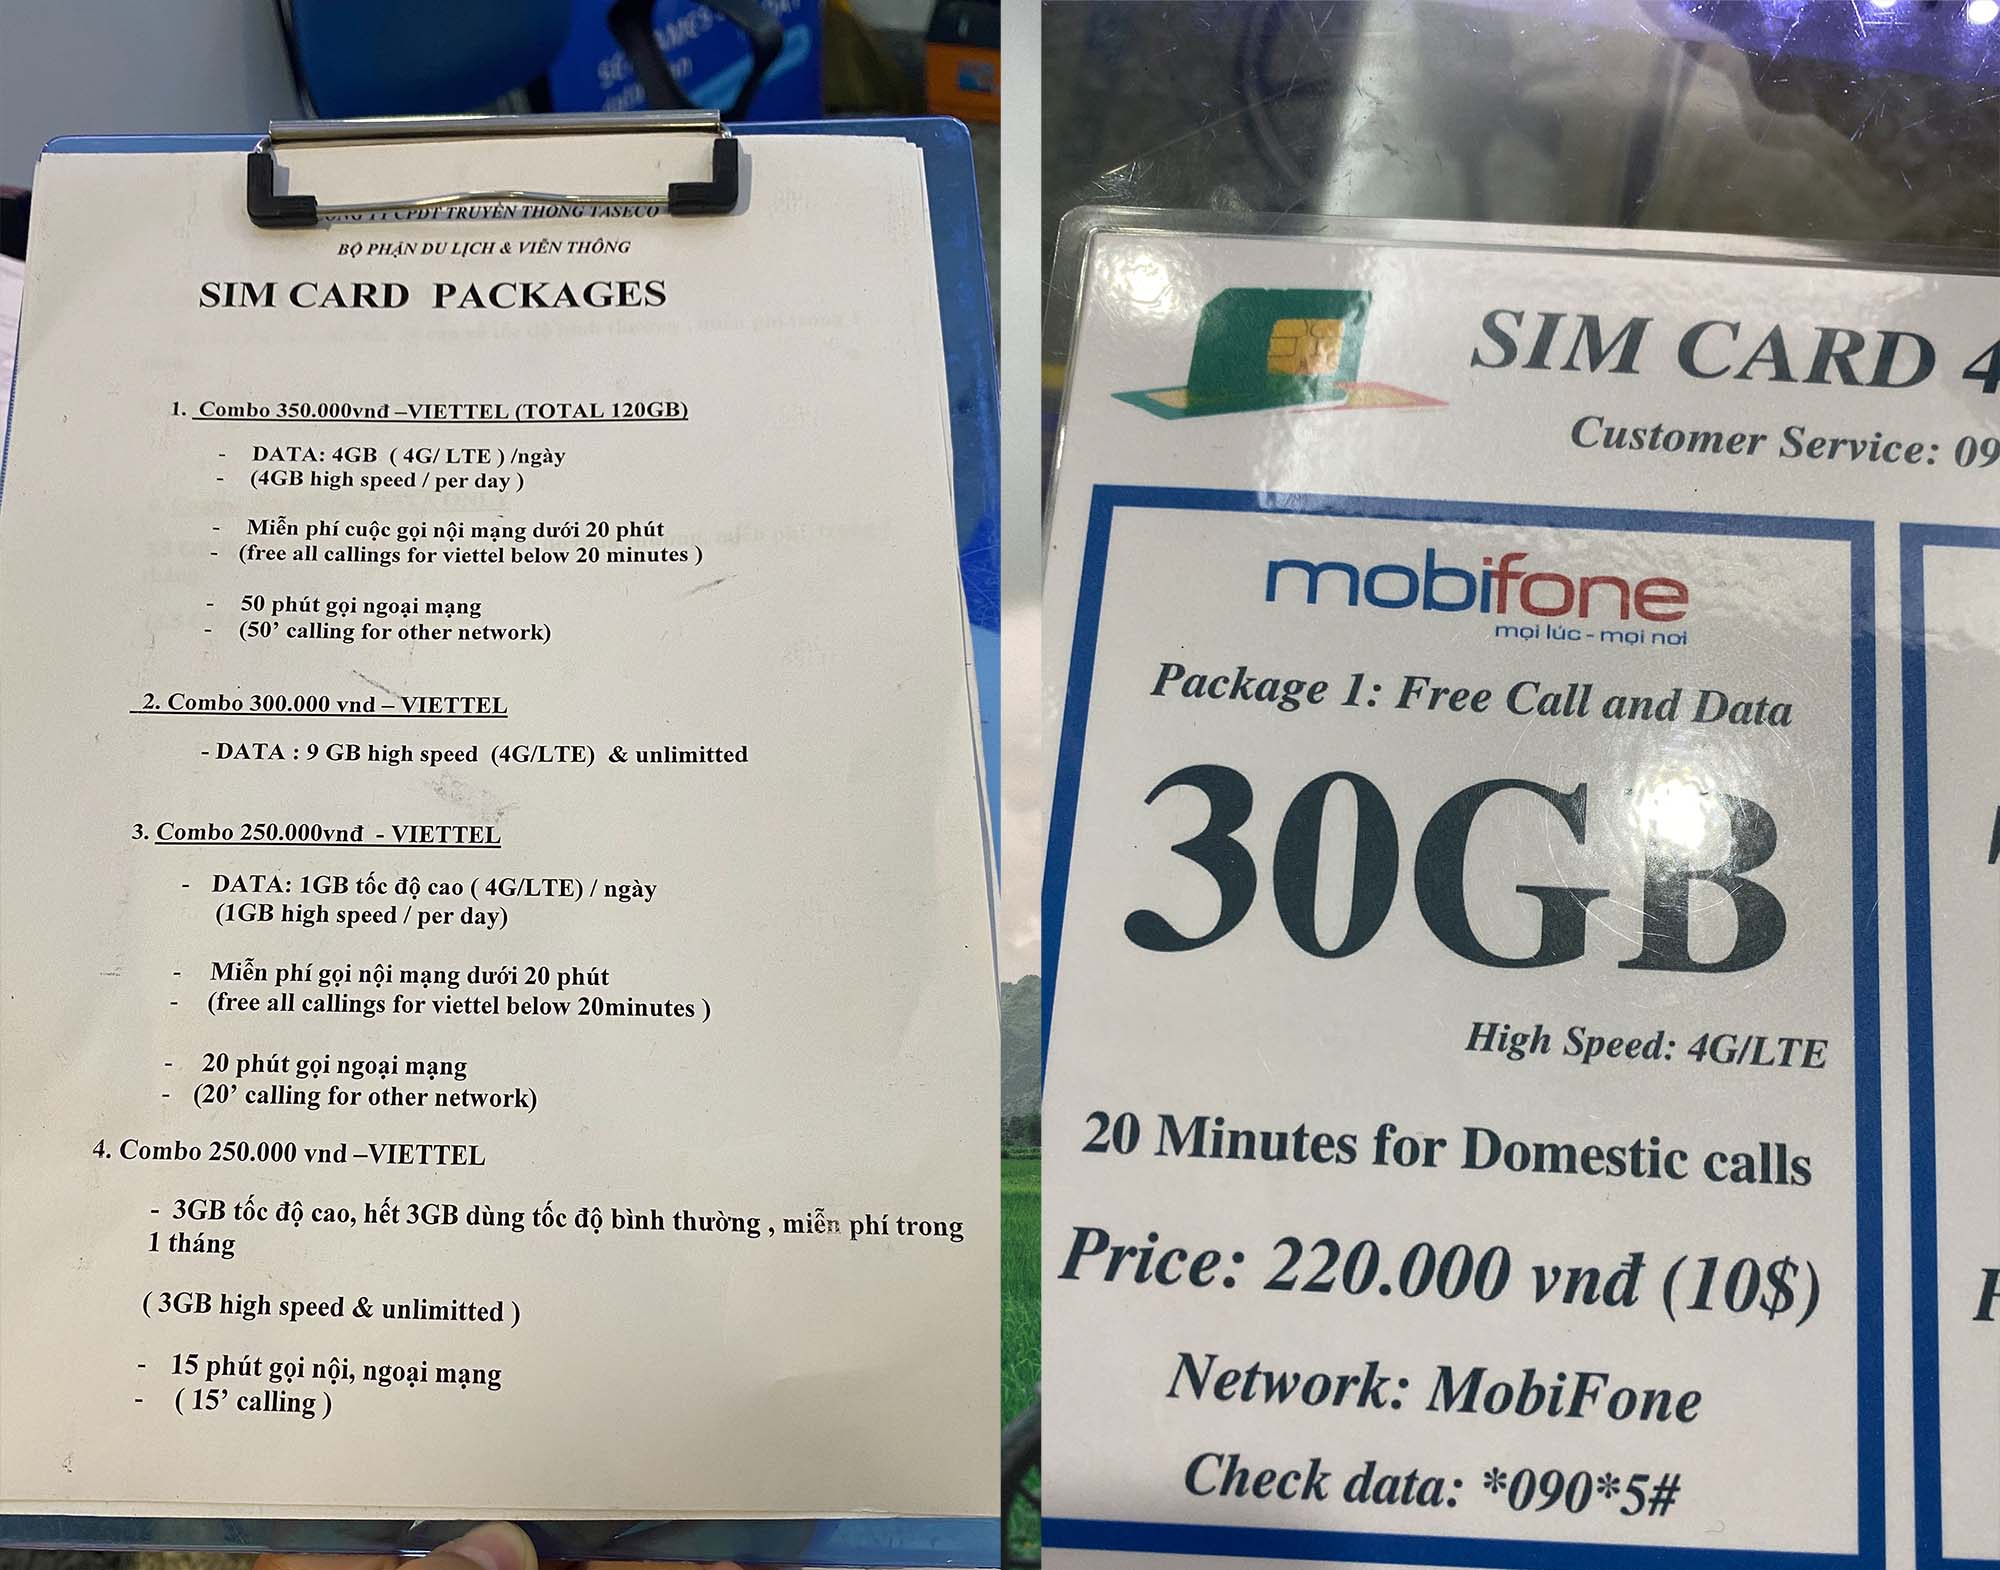 CPDT TRUYỀN THÔNG TASECO
BỘ PHẬN DU LỊCH & VIỄN THÔNG
SIM CARD PACKAGES
1. Combo 350.000vnđ –VIETTEL (TOTAL 120GB)
- DATA: 4GB ( 4G/ LTE ) /ngày
- (4GB high speed / per day )
- Miễn phí cuộc gọi nội mạng dưới 20 phút
- (free all callings for viettel below 20 minutes )
- 50 phút gọi ngoại mạng
- (50’ calling for other network)
2. Combo 300.000 vnd – VIETTEL
- DATA : 9 GB high speed (4G/LTE) & unlimitted
3. Combo 250.000vnđ - VIETTEL
- DATA: 1GB tốc độ cao ( 4G/LTE) / ngày
(1GB high speed / per day)
- Miễn phí gọi nội mạng dưới 20 phút
- (free all callings for viettel below 20minutes )
- 20 phút gọi ngoại mạng
- (20’ calling for other network)
4. Combo 250.000 vnd –VIETTEL
- 3GB tốc độ cao, hết 3GB dùng tốc độ bình thường , miễn phí trong
1 tháng
( 3GB high speed & unlimitted )
- 15 phút gọi nội, ngoại mạng
- ( 15’ calling )
SIM CARD 4
Customer Service: 09
mobifone
mọi lúc - mọi nơi
Package 1: Free Call and Data
30GB
High Speed: 4G/LTE
20 Minutes for Domestic calls
Price: 220.000 vnđ (10$)
Network: MobiFone
Check data: *090*5#